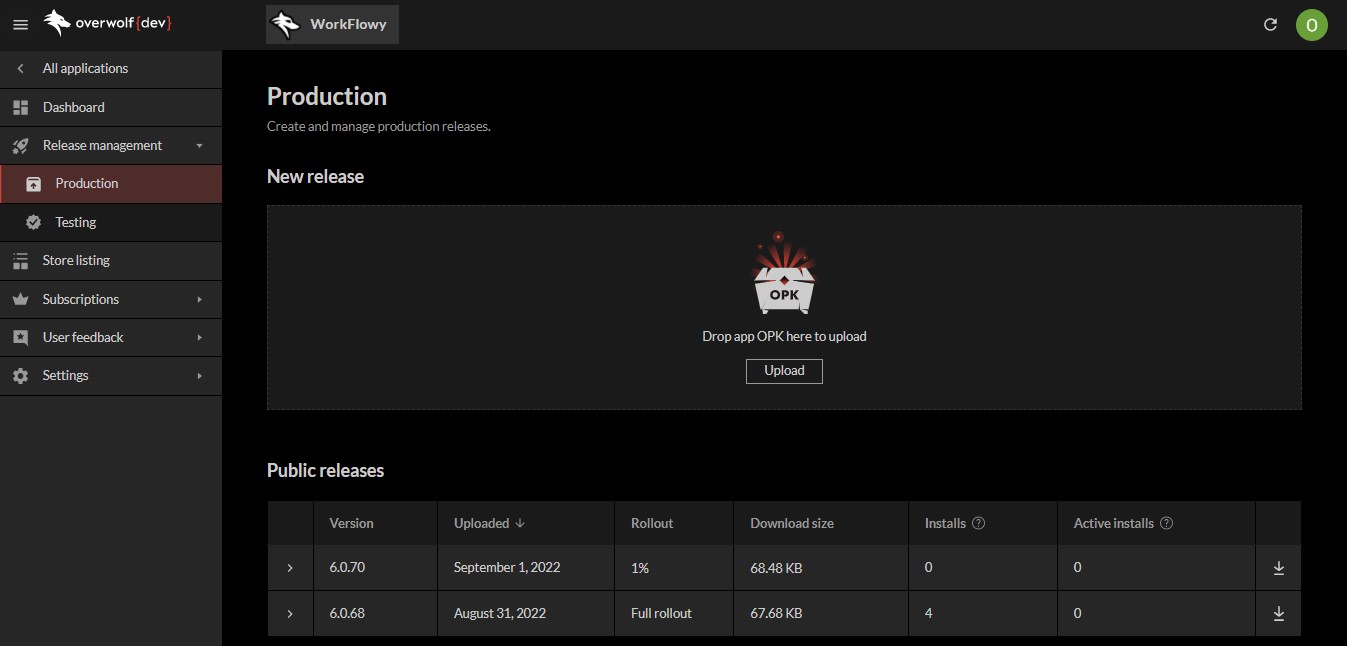 overwolf{dev}
WorkFlowy
O
All applications
Dashboard
Release management
Production
Testing
Store listing
Subscriptions
User feedback
Settings
Production
Create and manage production releases.
New release
OPK
Drop app OPK here to upload
Upload
Public releases
Version Uploaded Rollout Download size Installs ? Active installs ?
6.0.70 September 1, 2022 1% 68.48 KB 0 0
6.0.68 August 31, 2022 Full rollout 67.68 KB 4 0